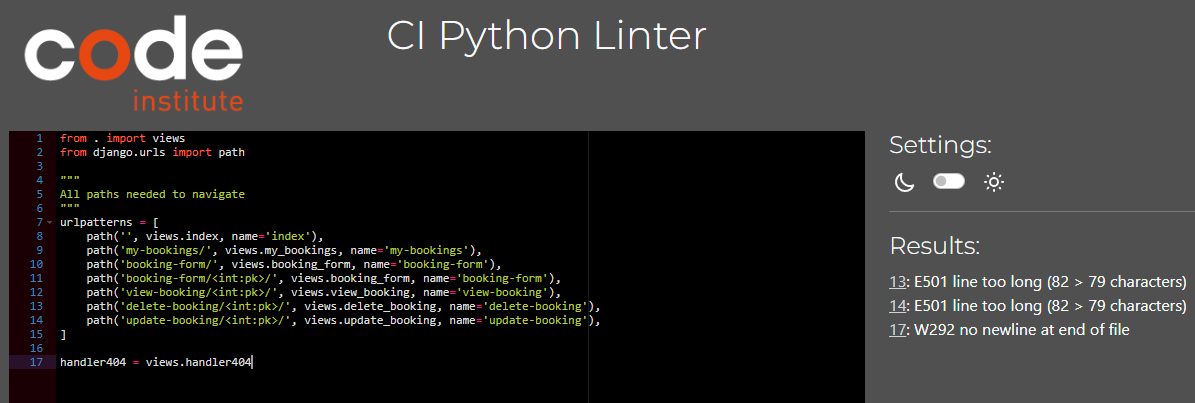 code
institute
CI Python Linter
1 from . import views
2 from django.urls import path
3
4 """
5 All paths needed to navigate
6 """
7 urlpatterns = [
8 path('', views.index, name='index'),
9 path('my-bookings/', views.my_bookings, name='my-bookings'),
10 path('booking-form/', views.booking_form, name='booking-form'),
11 path('booking-form/<int:pk>/', views.booking_form, name='booking-form'),
12 path('view-booking/<int:pk>/', views.view_booking, name='view-booking'),
13 path('delete-booking/<int:pk>/', views.delete_booking, name='delete-booking'),
14 path('update-booking/<int:pk>/', views.update_booking, name='update-booking'),
15 ]
16
17 handler404 = views.handler404
Settings:
Results:
13: E501 line too long (82 > 79 characters)
14: E501 line too long (82 > 79 characters)
17: W292 no newline at end of file